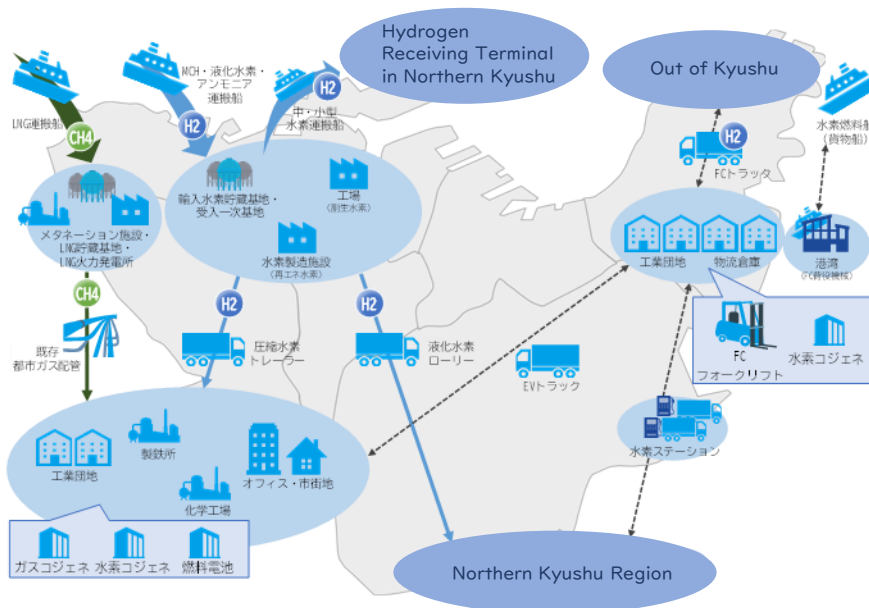 Hydrogen
Receiving Terminal
in Northern Kyushu
Out of Kyushu
MCH・液化水素・
アンモニア
運搬船
LNG運搬船
CH4
H2
H2
中・小型
水素運搬船
H2
FCトラック
水素燃料船
(貨物船)
メタネーション施設・
LNG貯蔵基地・
LNG火力発電所
輸入水素貯蔵基地・
受入一次基地
工場
(副生水素)
水素製造施設
(再エネ水素)
工業団地
物流倉庫
港湾
(FC荷役機械)
CH4
H2
H2
既存
都市ガス配管
圧縮水素
トレーラー
液化水素
ローリー
EVトラック
FC
フォークリフト
水素コジェネ
水素ステーション
工業団地
製鉄所
化学工場
オフィス・市街地
ガスコジェネ
水素コジェネ
燃料電池
Northern Kyushu Region